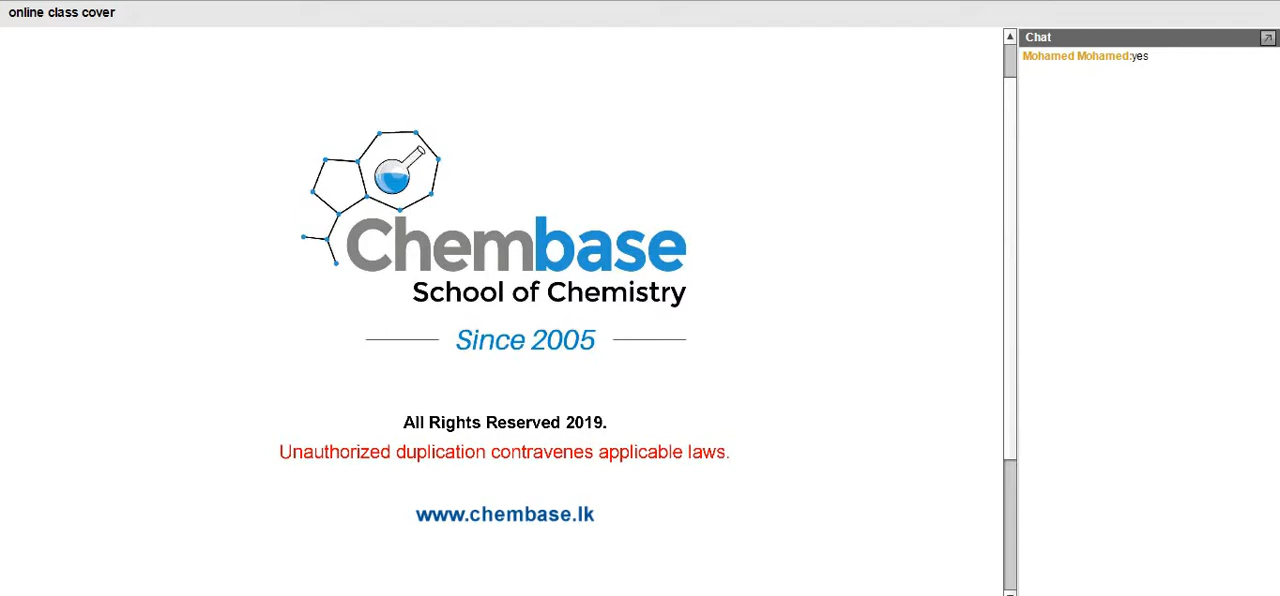 online class cover
Chat
Mohamed Mohamed:yes
Chembase
School of Chemistry
Since 2005
All Rights Reserved 2019.
Unauthorized duplication contravenes applicable laws.
www.chembase.lk